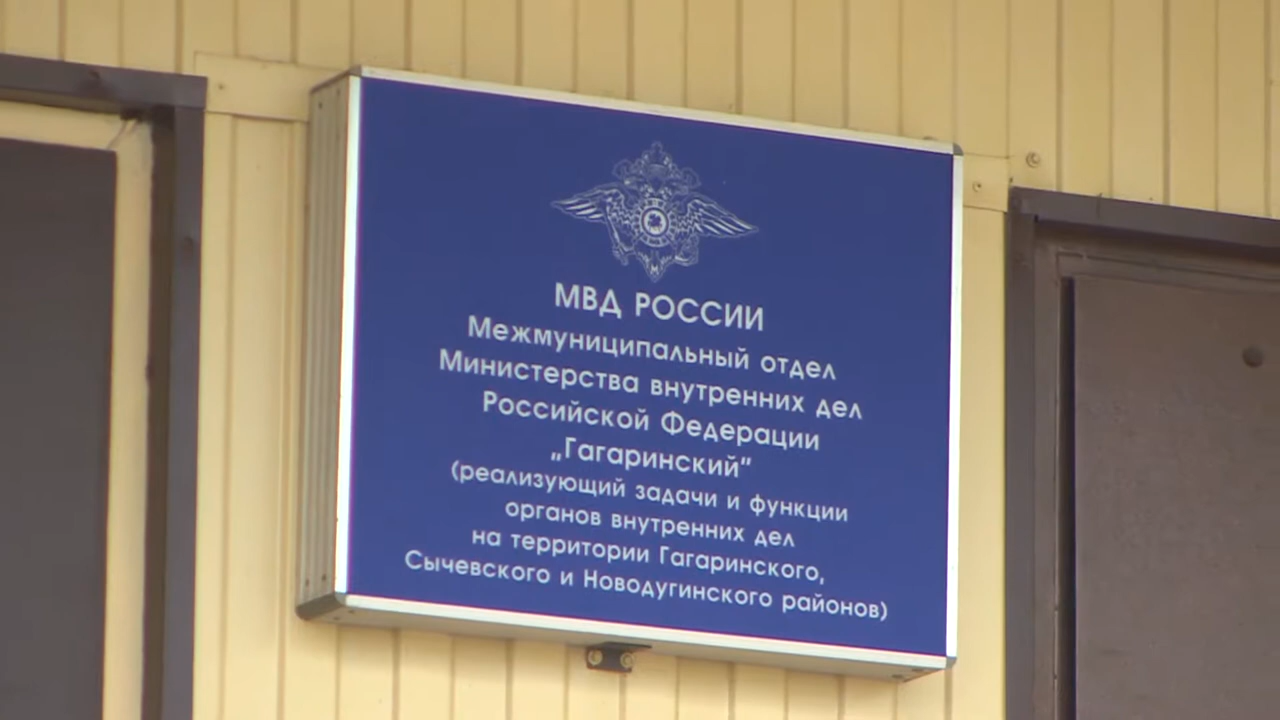 МВД РОССИИ
Межмуниципальный отдел
Министерства внутренних дел
Российской Федерации
„Гагаринский”
(реализующий задачи и функции
органов внутренних дел
на территории Гагаринского,
Сычевского и Новодугинского районов)